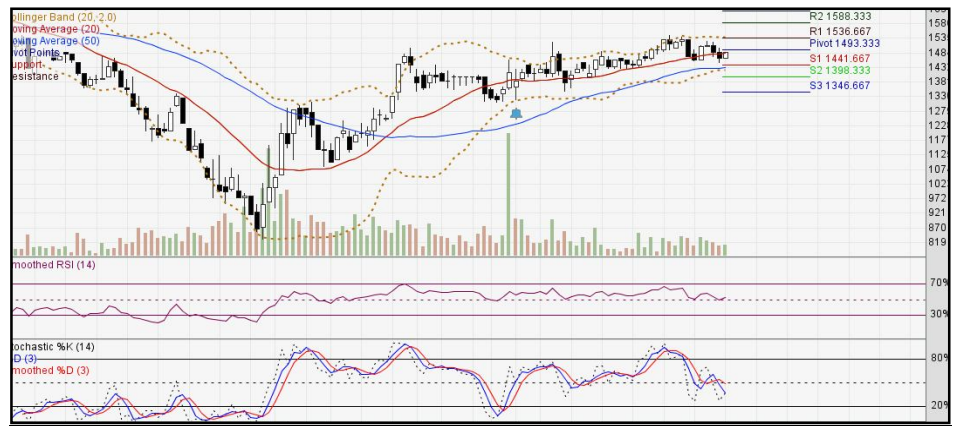 ollinger Band (20,-2.0)
oving Average (20)
oving Average (50)
ivot Points
upport
esistance
R2 1588.333
R1 1536.667
Pivot 1493.333
S1 1441.667
S2 1398.333
S3 1346.667
1586
1535
148
143
138
133
127
122
117
112
107
102
972
921
870
819
moothed RSI (14)
70%
30%
tochastic %K (14)
D (3)
moothed %D (3)
80%
20%